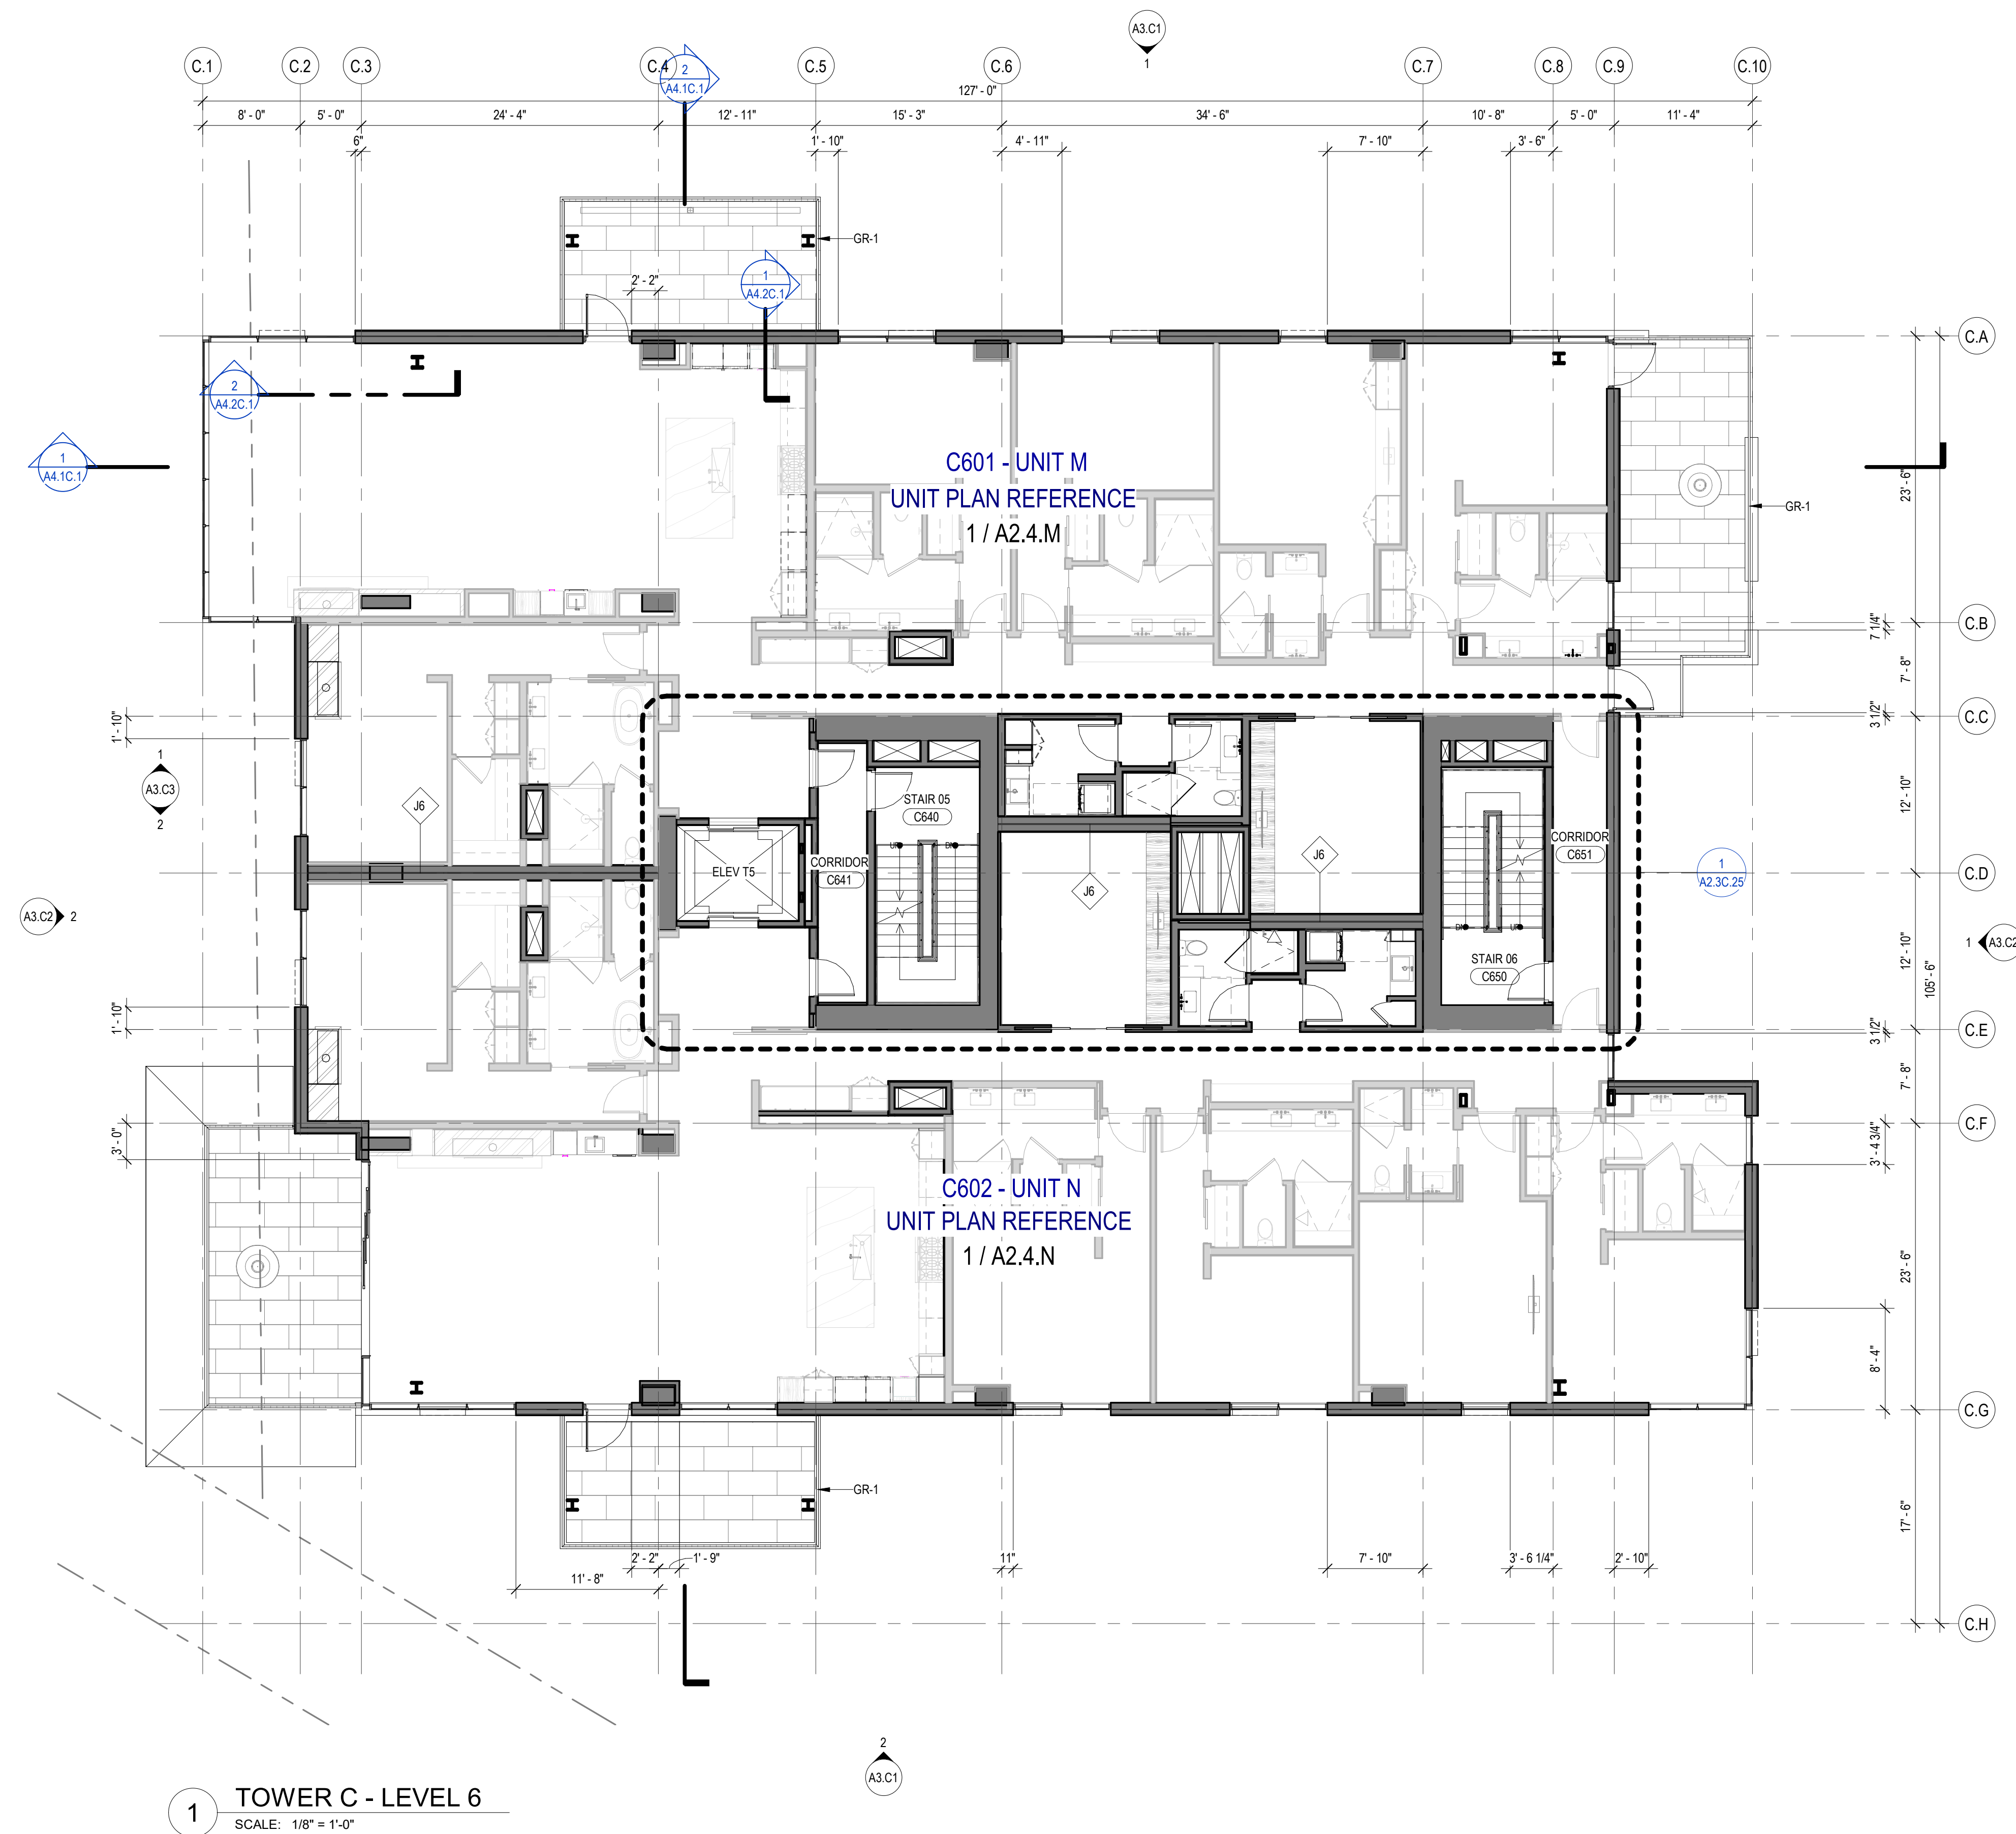 A3.C1
1
C.1
C.2
C.3
C.4
C.5
C.6
C.7
C.8
C.9
C.10
2
A4.1C.1
127' - 0"
8' - 0"
5' - 0"
24' - 4"
12' - 11"
15' - 3"
34' - 6"
10' - 8"
5' - 0"
11' - 4"
6"
1' - 10"
4' - 11"
7' - 10"
3' - 6"
GR-1
2' - 2"
1
A4.2C.1
C.A
2
A4.2C.1
1
A4.1C.1
C601 - UNIT M
UNIT PLAN REFERENCE
1 / A2.4.M
23' - 6"
GR-1
C.B
7 1/4"
7' - 8"
C.C
3 1/2"
1' - 10"
1
A3.C3
2
J6
STAIR 05
C640
UP
DN
ELEV T5
CORRIDOR
C641
J6
J6
CORRIDOR
C651
12' - 10"
1
A2.3C.25
C.D
A3.C2
2
DN
UP
STAIR 06
C650
12' - 10"
1
A3.C2
105' - 6"
1' - 10"
3 1/2"
C.E
7' - 8"
C.F
3' - 0"
3' - 4 3/4"
C602 - UNIT N
UNIT PLAN REFERENCE
1 / A2.4.N
23' - 6"
8' - 4"
C.G
GR-1
17' - 6"
2' - 2"
1' - 9"
11"
7' - 10"
3' - 6 1/4"
2' - 10"
11' - 8"
C.H
2
A3.C1
1
TOWER C - LEVEL 6
SCALE: 1/8" = 1'-0"